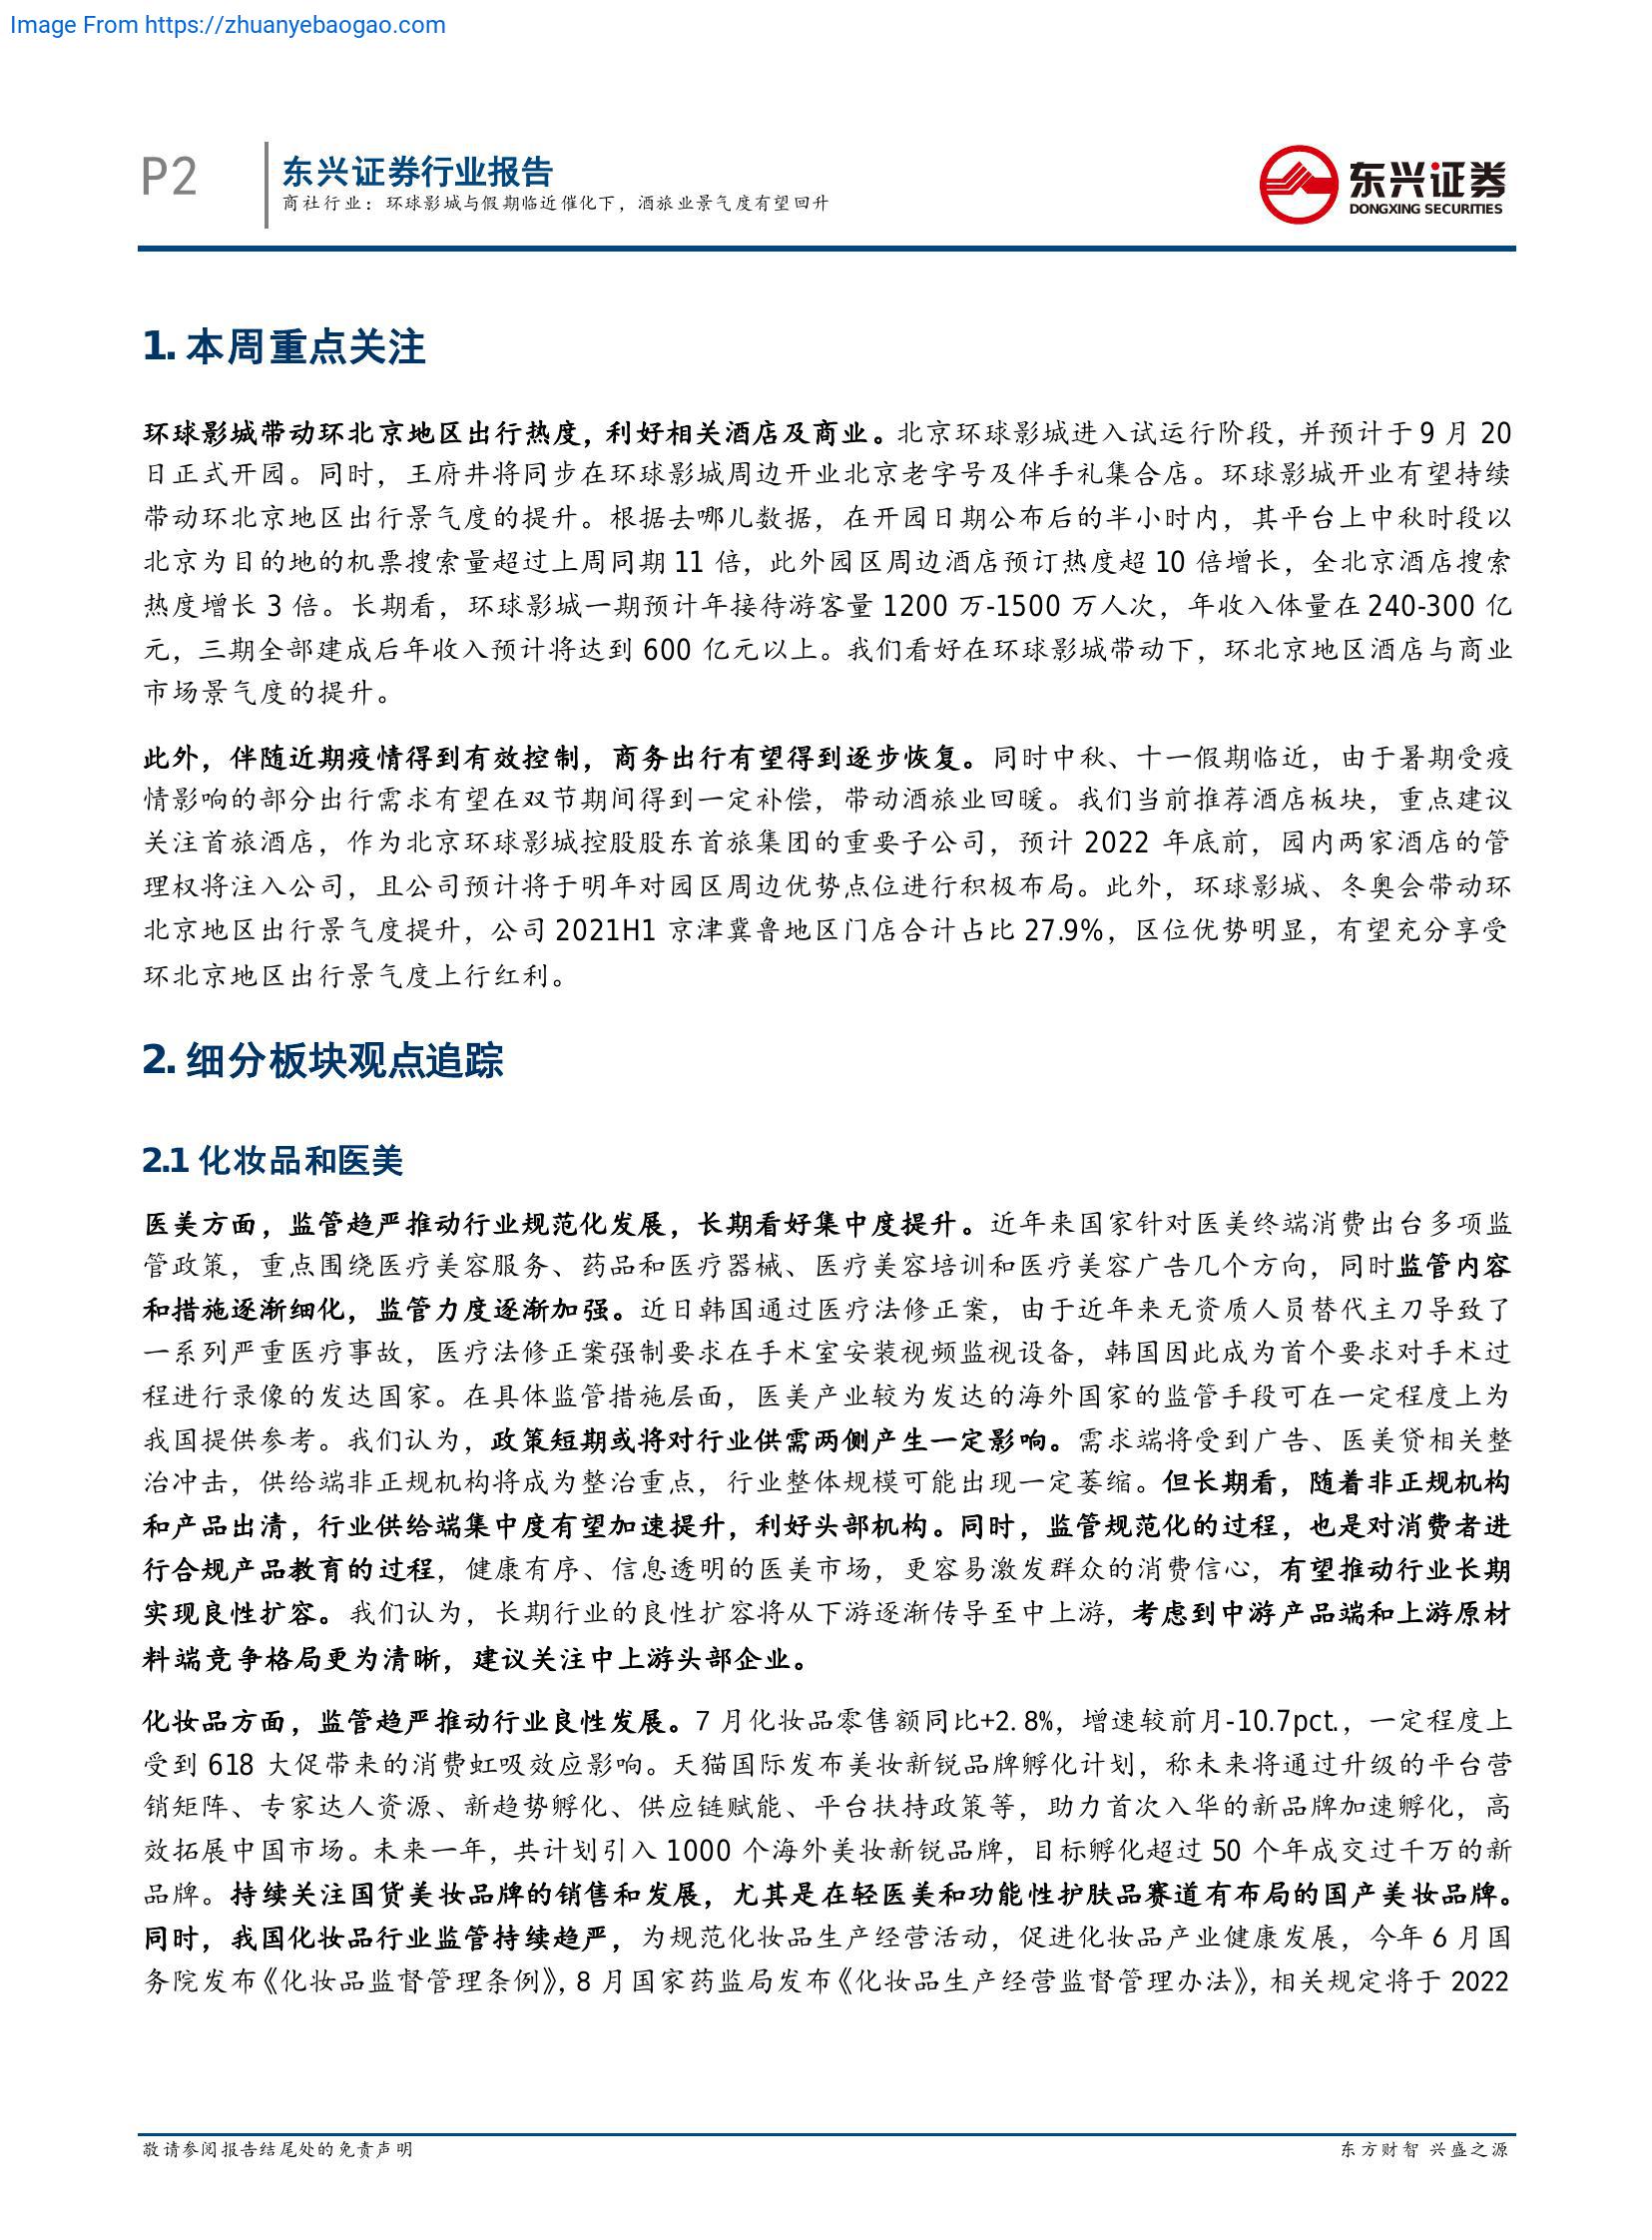 Image From https://zhuanyebaogao.com
P2
东兴证券行业报告
商社行业：环球影城与假期临近催化下，酒旅业景气度有望回升
东兴证券
DONGXING SECURITIES
1. 本周重点关注
环球影城带动环北京地区出行热度，利好相关酒店及商业。北京环球影城进入试运行阶段，并预计于 9 月 20
日正式开园。同时，王府井将同步在环球影城周边开业北京老字号及伴手礼集合店。环球影城开业有望持续
带动环北京地区出行景气度的提升。根据去哪儿数据，在开园日期公布后的半小时内，其平台上中秋时段以
北京为目的地的机票搜索量超过上周同期 11 倍，此外园区周边酒店预订热度超 10 倍增长，全北京酒店搜索
热度增长 3 倍。长期看，环球影城一期预计年接待游客量 1200 万-1500 万人次，年收入体量在 240-300 亿
元，三期全部建成后年收入预计将达到 600 亿元以上。我们看好在环球影城带动下，环北京地区酒店与商业
市场景气度的提升。
此外，伴随近期疫情得到有效控制，商务出行有望得到逐步恢复。同时中秋、十一假期临近，由于暑期受疫
情影响的部分出行需求有望在双节期间得到一定补偿，带动酒旅业回暖。我们当前推荐酒店板块，重点建议
关注首旅酒店，作为北京环球影城控股股东首旅集团的重要子公司，预计 2022 年底前，园内两家酒店的管
理权将注入公司，且公司预计将于明年对园区周边优势点位进行积极布局。此外，环球影城、冬奥会带动环
北京地区出行景气度提升，公司 2021H1 京津冀鲁地区门店合计占比 27.9%，区位优势明显，有望充分享受
环北京地区出行景气度上行红利。
2. 细分板块观点追踪
2.1 化妆品和医美
医美方面，监管趋严推动行业规范化发展，长期看好集中度提升。近年来国家针对医美终端消费出台多项监
管政策，重点围绕医疗美容服务、药品和医疗器械、医疗美容培训和医疗美容广告几个方向，同时监管内容
和措施逐渐细化，监管力度逐渐加强。近日韩国通过医疗法修正案，由于近年来无资质人员替代主刀导致了
一系列严重医疗事故，医疗法修正案强制要求在手术室安装视频监视设备，韩国因此成为首个要求对手术过
程进行录像的发达国家。在具体监管措施层面，医美产业较为发达的海外国家的监管手段可在一定程度上为
我国提供参考。我们认为，政策短期或将对行业供需两侧产生一定影响。需求端将受到广告、医美贷相关整
治冲击，供给端非正规机构将成为整治重点，行业整体规模可能出现一定萎缩。但长期看，随着非正规机构
和产品出清，行业供给端集中度有望加速提升，利好头部机构。同时，监管规范化的过程，也是对消费者进
行合规产品教育的过程，健康有序、信息透明的医美市场，更容易激发群众的消费信心，有望推动行业长期
实现良性扩容。我们认为，长期行业的良性扩容将从下游逐渐传导至中上游，考虑到中游产品端和上游原材
料端竞争格局更为清晰，建议关注中上游头部企业。
化妆品方面，监管趋严推动行业良性发展。7 月化妆品零售额同比+2.8%，增速较前月-10.7pct.，一定程度上
受到 618 大促带来的消费虹吸效应影响。天猫国际发布美妆新锐品牌孵化计划，称未来将通过升级的平台营
销矩阵、专家达人资源、新趋势孵化、供应链赋能、平台扶持政策等，助力首次入华的新品牌加速孵化，高
效拓展中国市场。未来一年，共计划引入 1000 个海外美妆新锐品牌，目标孵化超过 50 个年成交过千万的新
品牌。持续关注国货美妆品牌的销售和发展，尤其是在轻医美和功能性护肤品赛道有布局的国产美妆品牌。
同时，我国化妆品行业监管持续趋严，为规范化妆品生产经营活动，促进化妆品产业健康发展，今年 6 月国
务院发布《化妆品监督管理条例》，8 月国家药监局发布《化妆品生产经营监督管理办法》，相关规定将于 2022
敬请参阅报告结尾处的免责声明
东方财智 兴盛之源